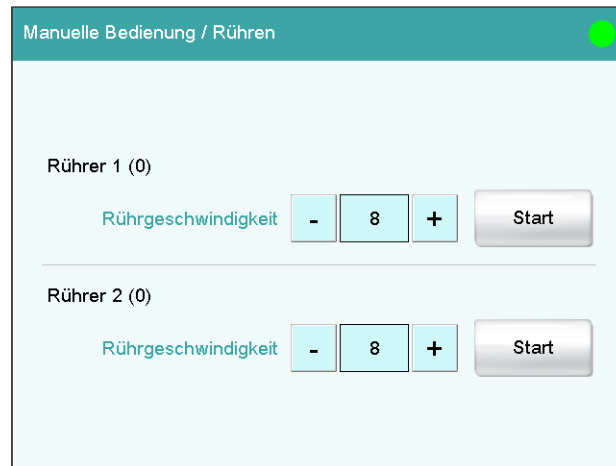 Manuelle Bedienung / Rühren
Rührer 1 (0)
Rührgeschwindigkeit - 8 + Start
Rührer 2 (0)
Rührgeschwindigkeit - 8 + Start